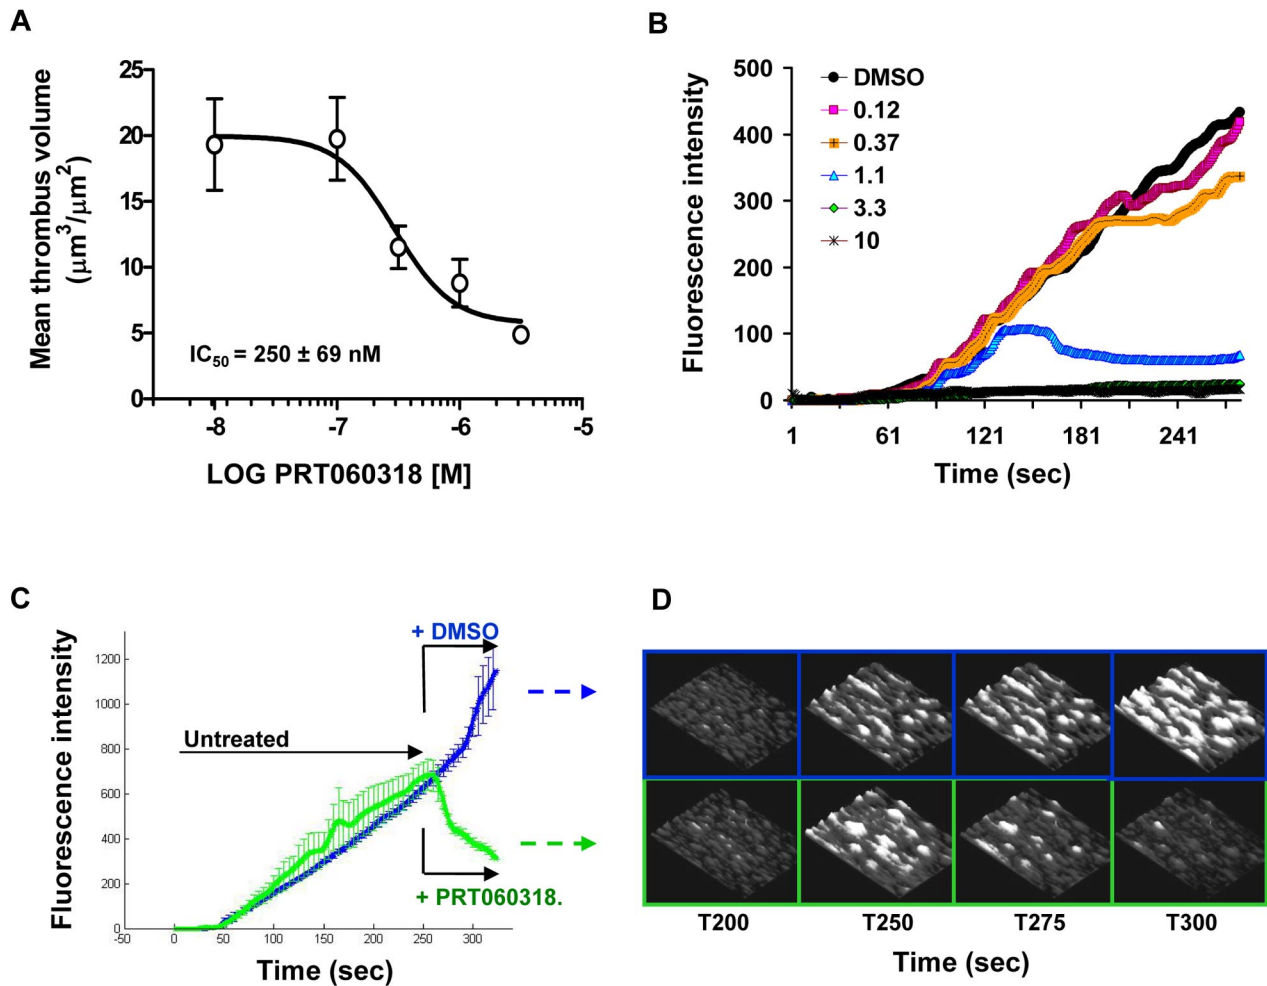 A
Mean thrombus volume
(μm³/μm²)
25
20
15
10
5
0
IC₅₀ = 250 ± 69 nM
-8
-7
-6
-5
LOG PRT060318 [M]
B
Fluorescence intensity
500
400
300
200
100
0
DMSO
0.12
0.37
1.1
3.3
10
1
61
121
181
241
Time (sec)
C
Fluorescence intensity
1200
1000
800
600
400
200
0
+ DMSO
Untreated
+ PRT060318.
-50
0
50
100
150
200
250
300
Time (sec)
D
T200
T250
T275
T300
Time (sec)